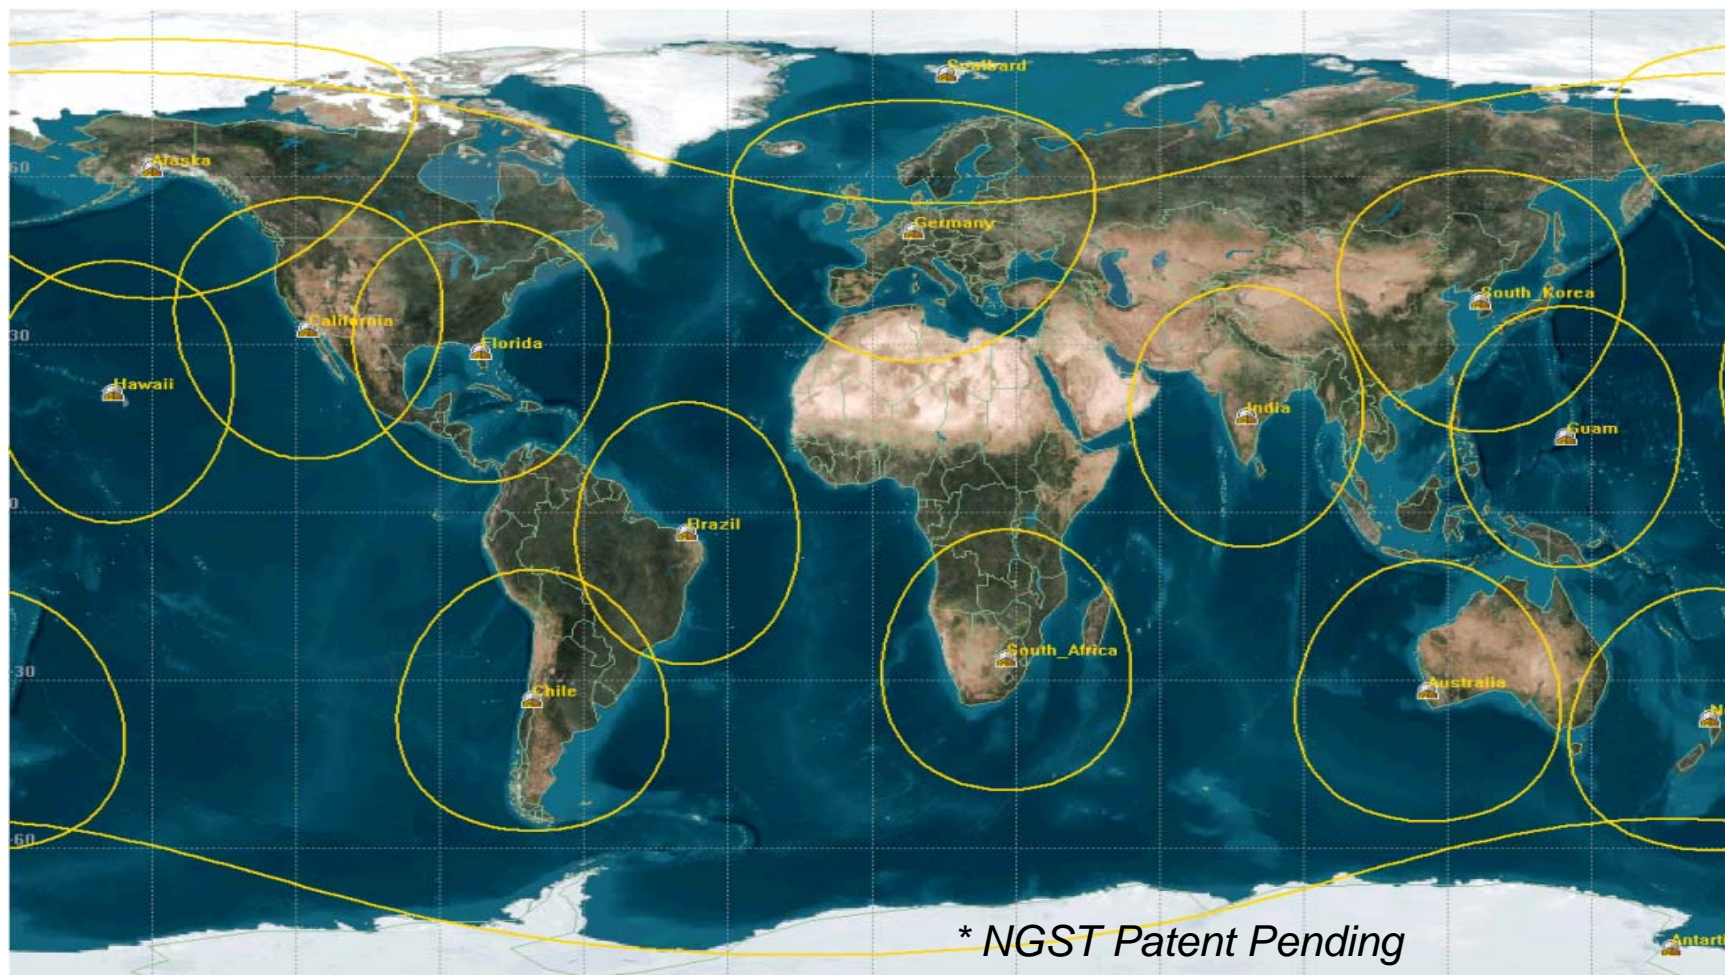 Svalbard
Alaska
60
Germany
South_Korea
California
30
Florida
Hawaii
India
Guam
0
Brazil
South_Africa
-30
Chile
Australia
N
-60
* NGST Patent Pending
Antarti